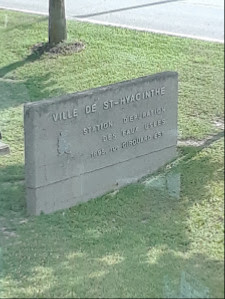 VILLE DE ST-HYACINTHE
STATION D'ÉPURATION
DES EAUX USÉES